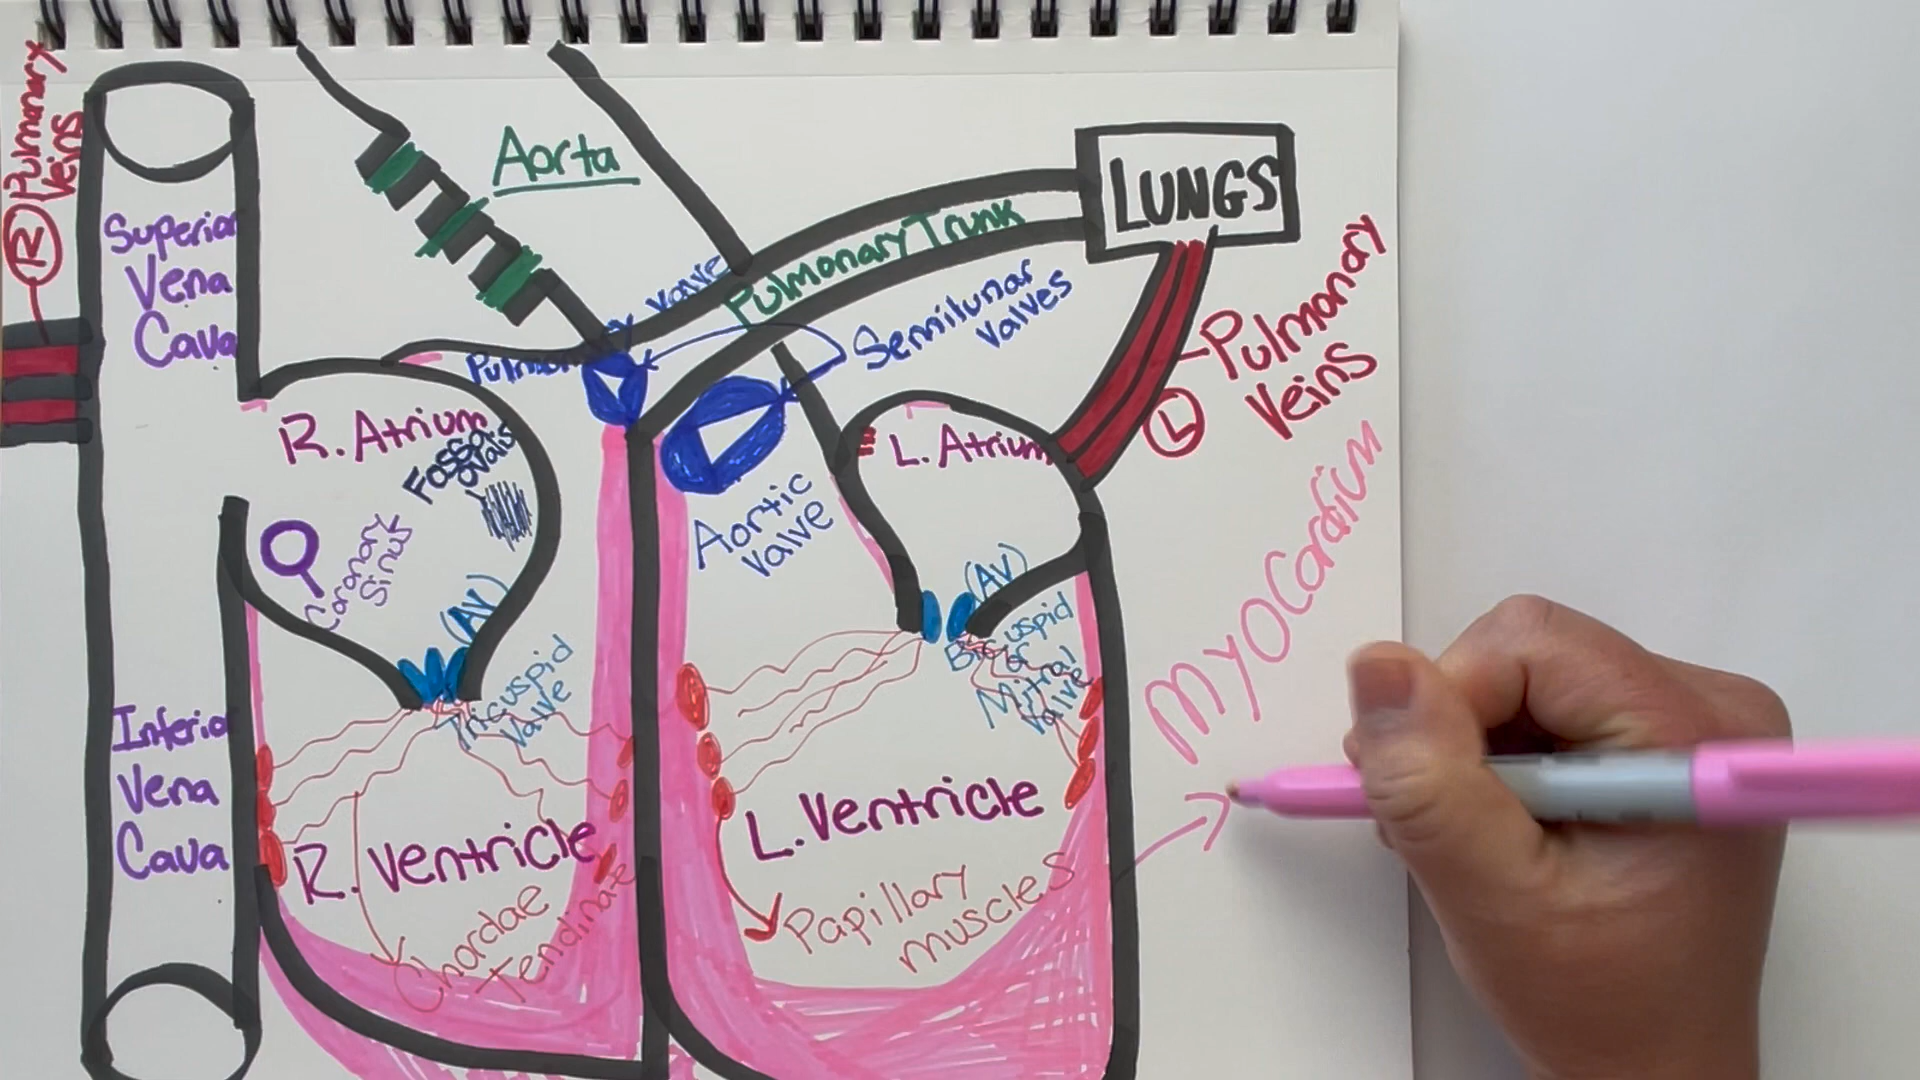 R
Pulmonary
Veins
Superior
Vena
Cava
Aorta
LUNGS
Pulmonary Trunk
Pulmonary Valve
Semilunar
Valves
L
Pulmonary
Veins
R. Atrium
Fossa
Ovalis
Coronary
Sinus
(AV)
Tricuspid
Valve
Aortic
Valve
L. Atrium
(AV)
Bicuspid
or
Mitral
Valve
Myocardium
Inferior
Vena
Cava
R. Ventricle
Chordae
Tendinae
L. Ventricle
Papillary
muscles